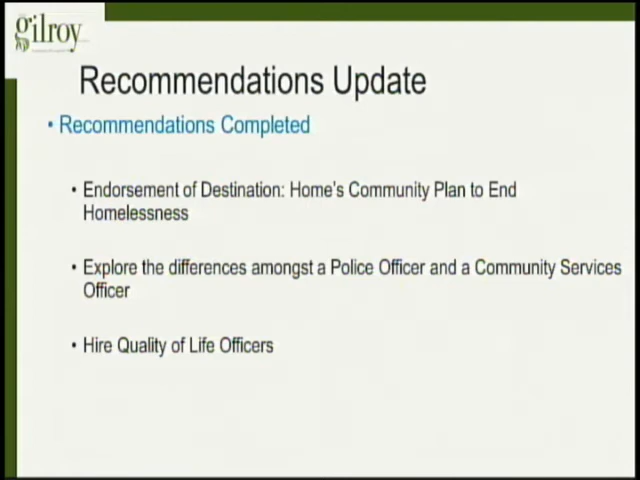 gilroy
Recommendations Update
• Recommendations Completed
• Endorsement of Destination: Home's Community Plan to End
Homelessness
• Explore the differences amongst a Police Officer and a Community Services
Officer
• Hire Quality of Life Officers